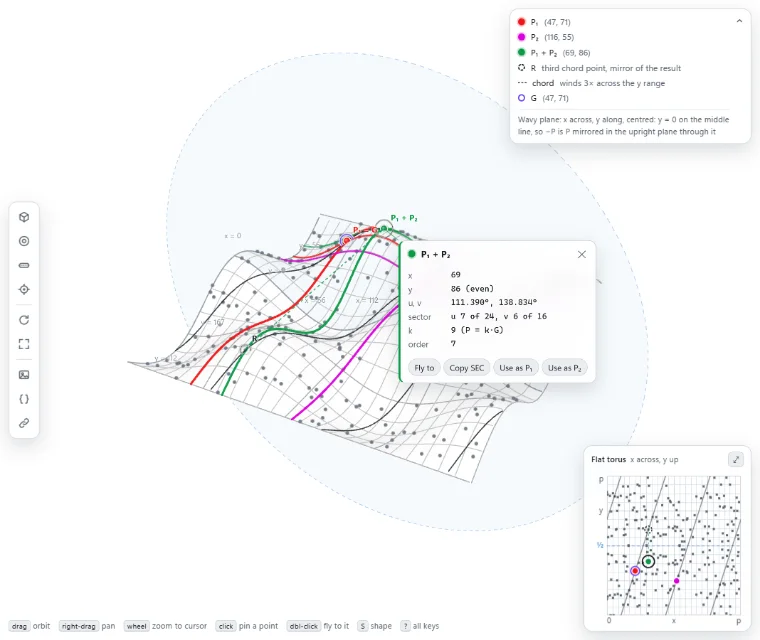 P₁ (47, 71)
P₂ (116, 55)
P₁ + P₂ (69, 86)
R third chord point, mirror of the result
chord winds 3× across the y range
G (47, 71)
Wavy plane: x across, y along, centred: y = 0 on the middle
line, so −P is P mirrored in the upright plane through it
P₁ + P₂
x = 0
x = 112
R
P₁ + P₂
x 69
y 86 (even)
u, v 111.390°, 138.834°
sector u 7 of 24, v 6 of 16
k 9 (P = k·G)
order 7
Fly to
Copy SEC
Use as P₁
Use as P₂
Flat torus x across, y up
p
y
½
0 x p
drag orbit right-drag pan wheel zoom to cursor click pin a point dbl-click fly to it S shape ? all keys